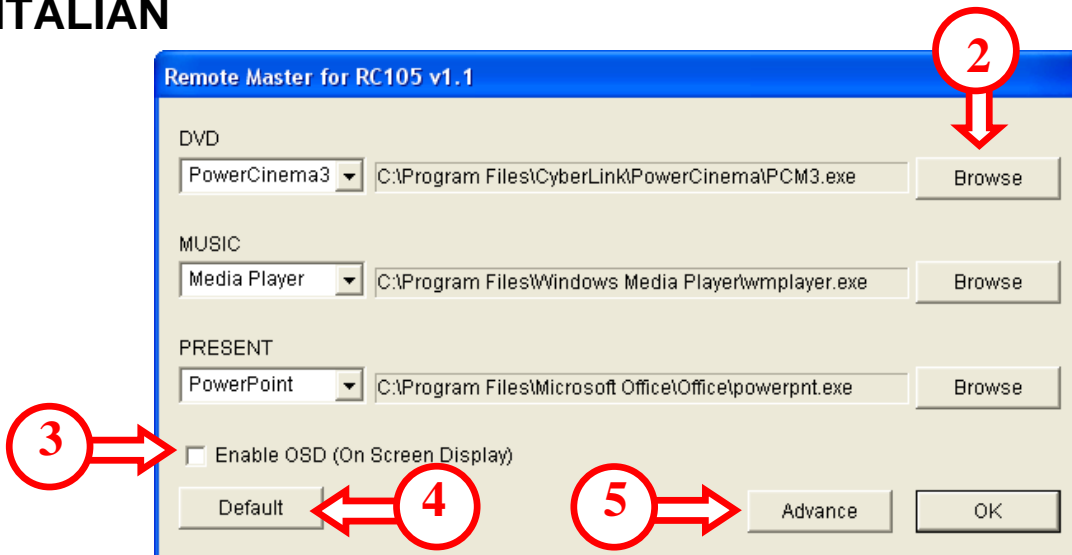 ITALIAN
2
Remote Master for RC105 v1.1
DVD
PowerCinema3 C:\Program Files\CyberLink\PowerCinema\PCM3.exe Browse
MUSIC
Media Player C:\Program Files\Windows Media Player\wmplayer.exe Browse
PRESENT
PowerPoint C:\Program Files\Microsoft Office\Office\powerpnt.exe Browse
3 Enable OSD (On Screen Display)
Default 4 5 Advance OK